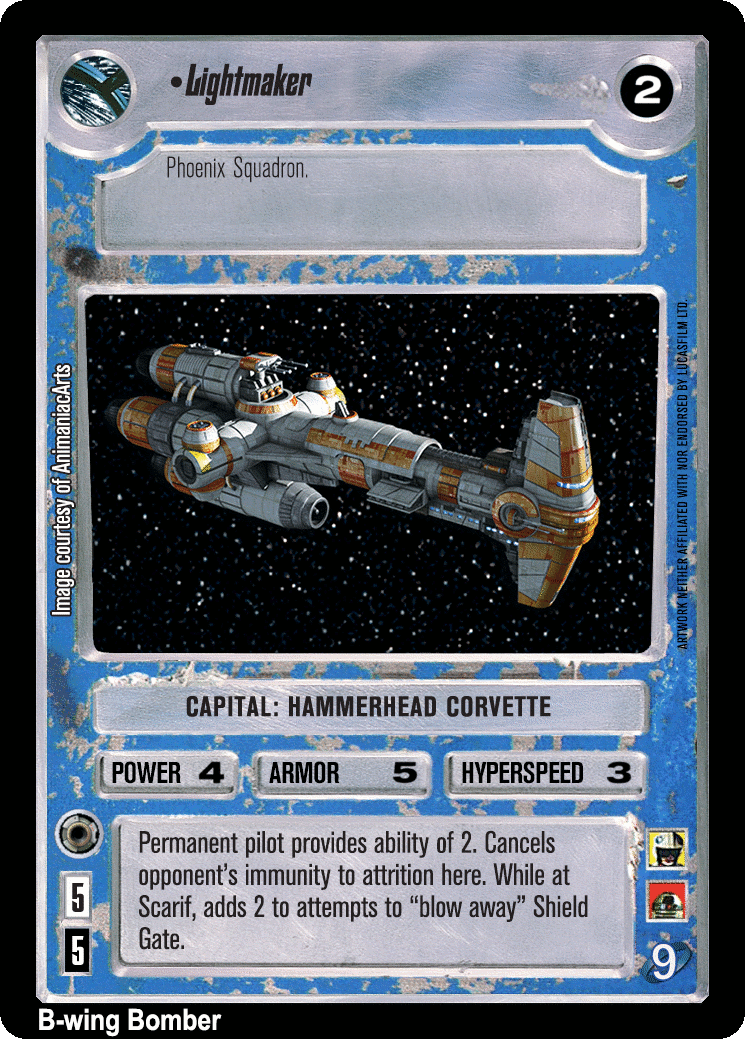 •Lightmaker
2
Phoenix Squadron.
Image courtesy of AnimaniacArts
ARTWORK NEITHER AFFILIATED WITH NOR ENDORSED BY LUCASFILM LTD.
CAPITAL: HAMMERHEAD CORVETTE
POWER 4
ARMOR 5
HYPERSPEED 3
Permanent pilot provides ability of 2. Cancels
opponent's immunity to attrition here. While at
Scarif, adds 2 to attempts to “blow away” Shield
Gate.
5
5
9
B-wing Bomber